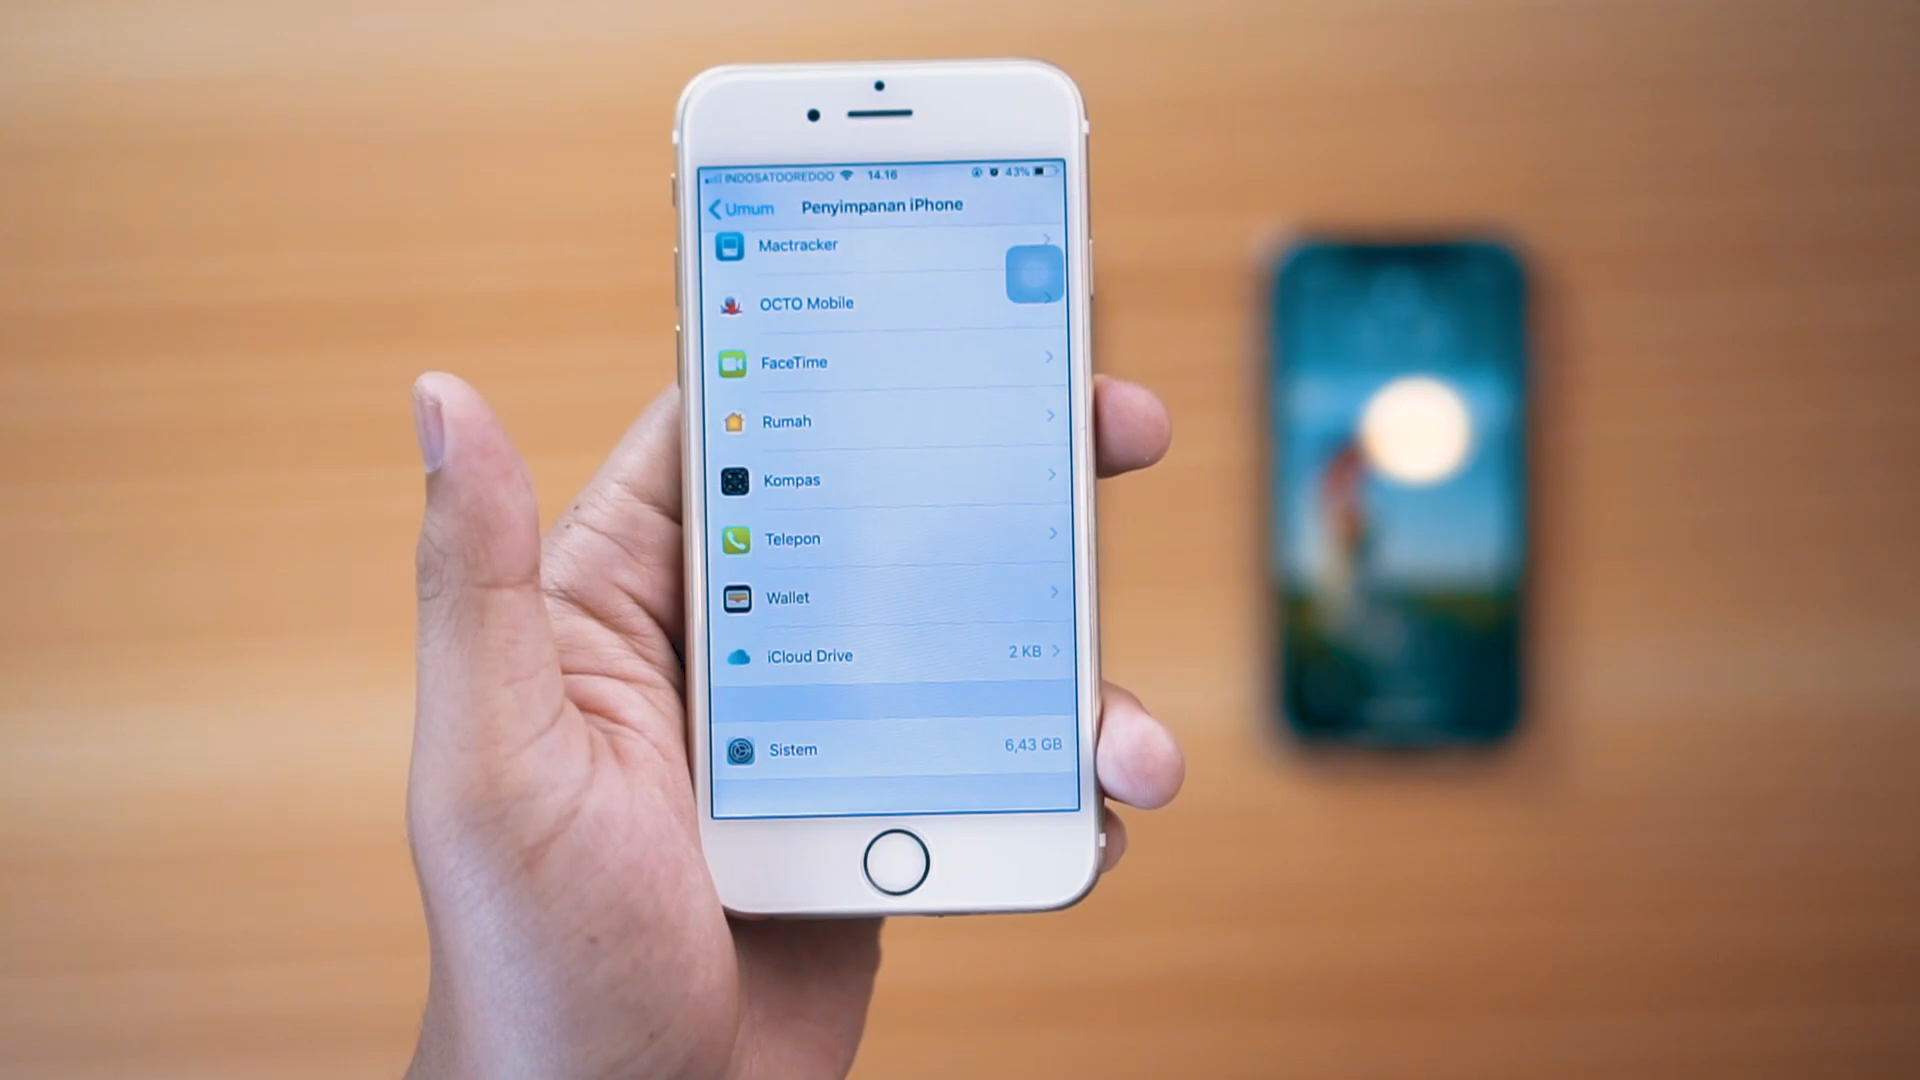 INDOSATOOREDOO 14.16 43%
Umum Penyimpanan iPhone
Mactracker
OCTO Mobile
FaceTime
Rumah
Kompas
Telepon
Wallet
iCloud Drive 2 KB
Sistem 6,43 GB